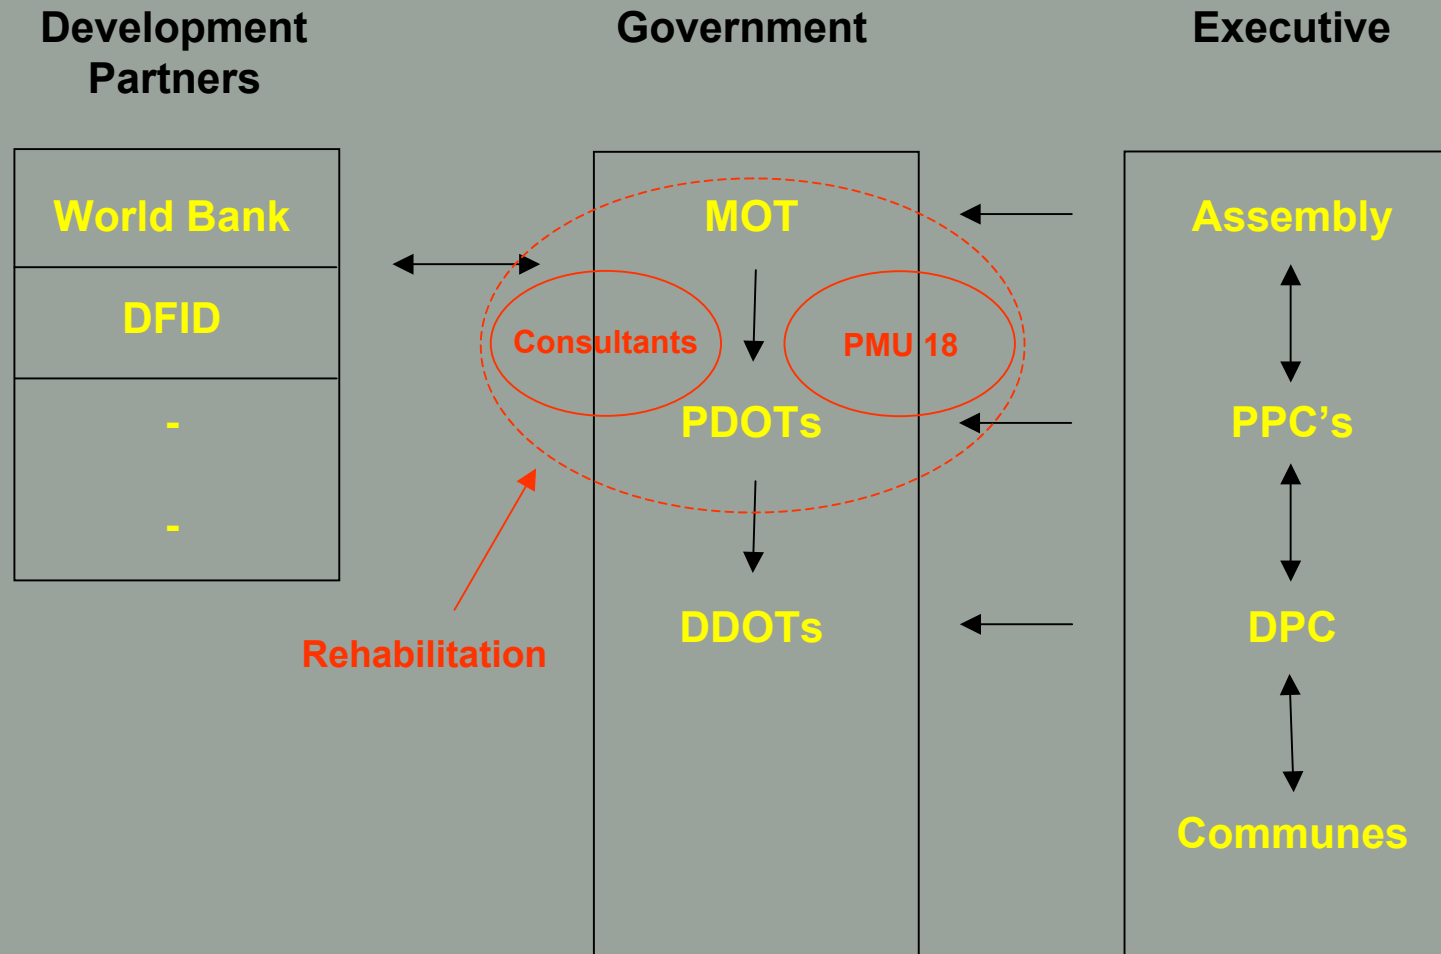 Development
Partners
Government
Executive
World Bank
MOT
Assembly
DFID
Consultants
PMU 18
-
PDOTs
PPC's
-
Rehabilitation
DDOTs
DPC
Communes